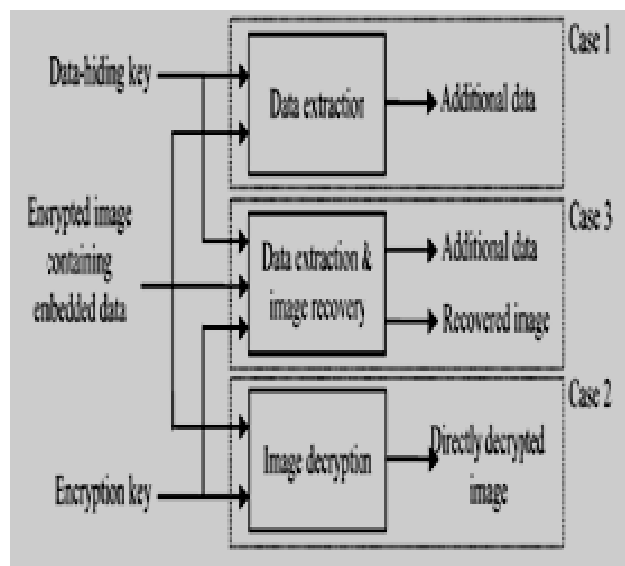 Case 1
Data-hiding key
Data extraction
Additional data
Encrypted image
containing
embedded data
Case 3
Data extraction &
image recovery
Additional data
Recovered image
Case 2
Encryption key
Image decryption
Directly decrypted
image